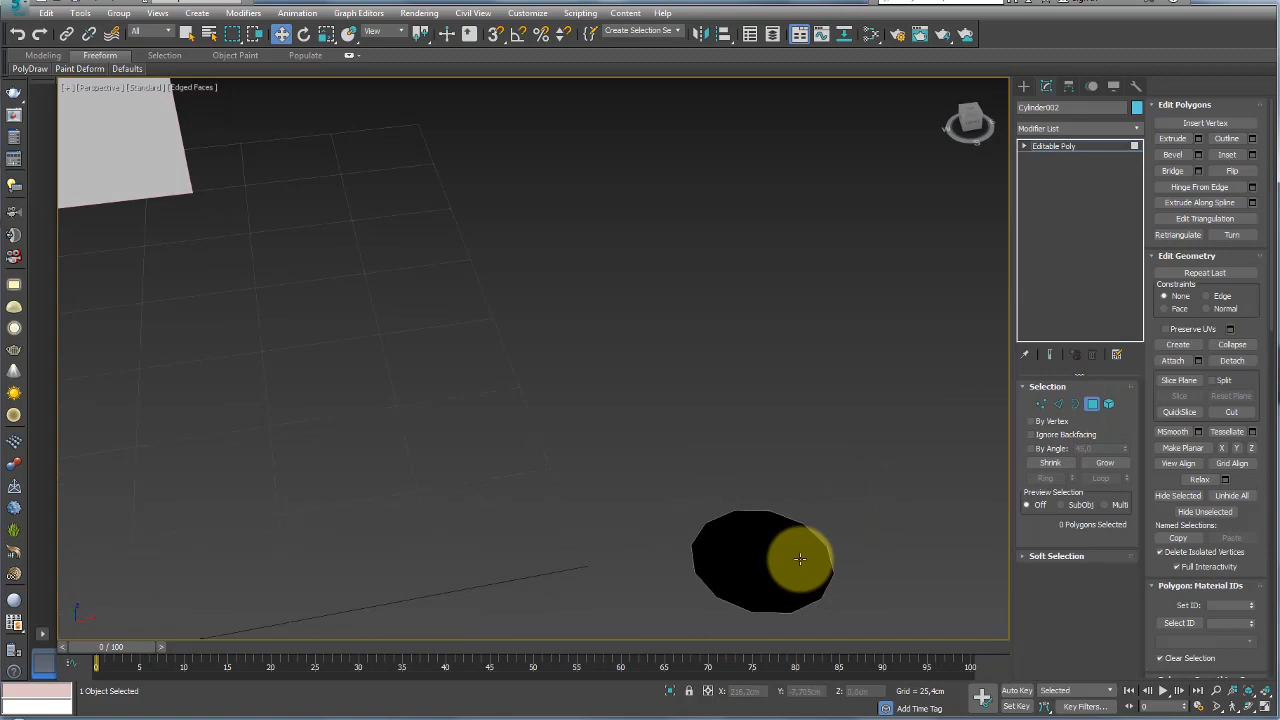 Edit Tools Group Views Create Modifiers Animation Graph Editors Rendering Civil View Customize Scripting Content Help
All View Create Selection Se
Modeling Freeform Selection Object Paint Populate
PolyDraw Paint Deform Defaults
[+] [Perspective] [Standard] [Edged Faces]
Cylinder002
Modifier List
Editable Poly
Selection
By Vertex
Ignore Backfacing
By Angle: 45,0
Shrink Grow
Ring Loop
Preview Selection
Off SubObj Multi
0 Polygons Selected
Soft Selection
Edit Polygons
Insert Vertex
Extrude Outline
Bevel Inset
Bridge Flip
Hinge From Edge
Extrude Along Spline
Edit Triangulation
Retriangulate Turn
Edit Geometry
Repeat Last
Constraints
None Edge
Face Normal
Preserve UVs
Create Collapse
Attach Detach
Slice Plane Split
Slice Reset Plane
QuickSlice Cut
MSmooth Tessellate
Make Planar X Y Z
View Align Grid Align
Relax
Hide Selected Unhide All
Hide Unselected
Named Selections:
Copy Paste
Delete Isolated Vertices
Full Interactivity
Polygon: Material IDs
Set ID:
Select ID
Clear Selection
< 0 / 100 >
0 5 10 15 20 25 30 35 40 45 50 55 60 65 70 75 80 85 90 95 100
1 Object Selected X: 216,2cm Y: -7,705cm Z: 0,0cm Grid = 25,4cm Auto Key Selected
Add Time Tag Set Key Key Filters... 0